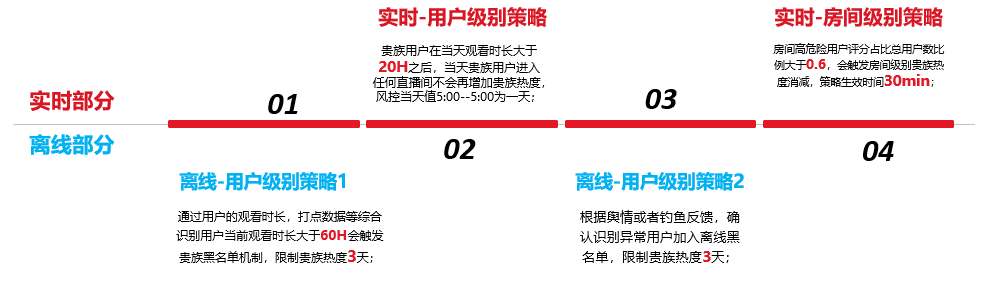 实时-用户级别策略
贵族用户在当天观看时长大于
20H之后，当天贵族用户进入
任何直播间不会再增加贵族热度，
风控当天值5:00--5:00为一天；
实时-房间级别策略
房间高危险用户评分占比总用户数比
例大于0.6，会触发房间级别贵族热
度消减，策略生效时间30min；
实时部分
01
03
离线部分
02
04
离线-用户级别策略1
通过用户的观看时长，打点数据等综合
识别用户当前观看时长大于60H会触发
贵族黑名单机制，限制贵族热度3天；
离线-用户级别策略2
根据舆情或者钓鱼反馈，确
认识别异常用户加入离线黑
名单，限制贵族热度3天；